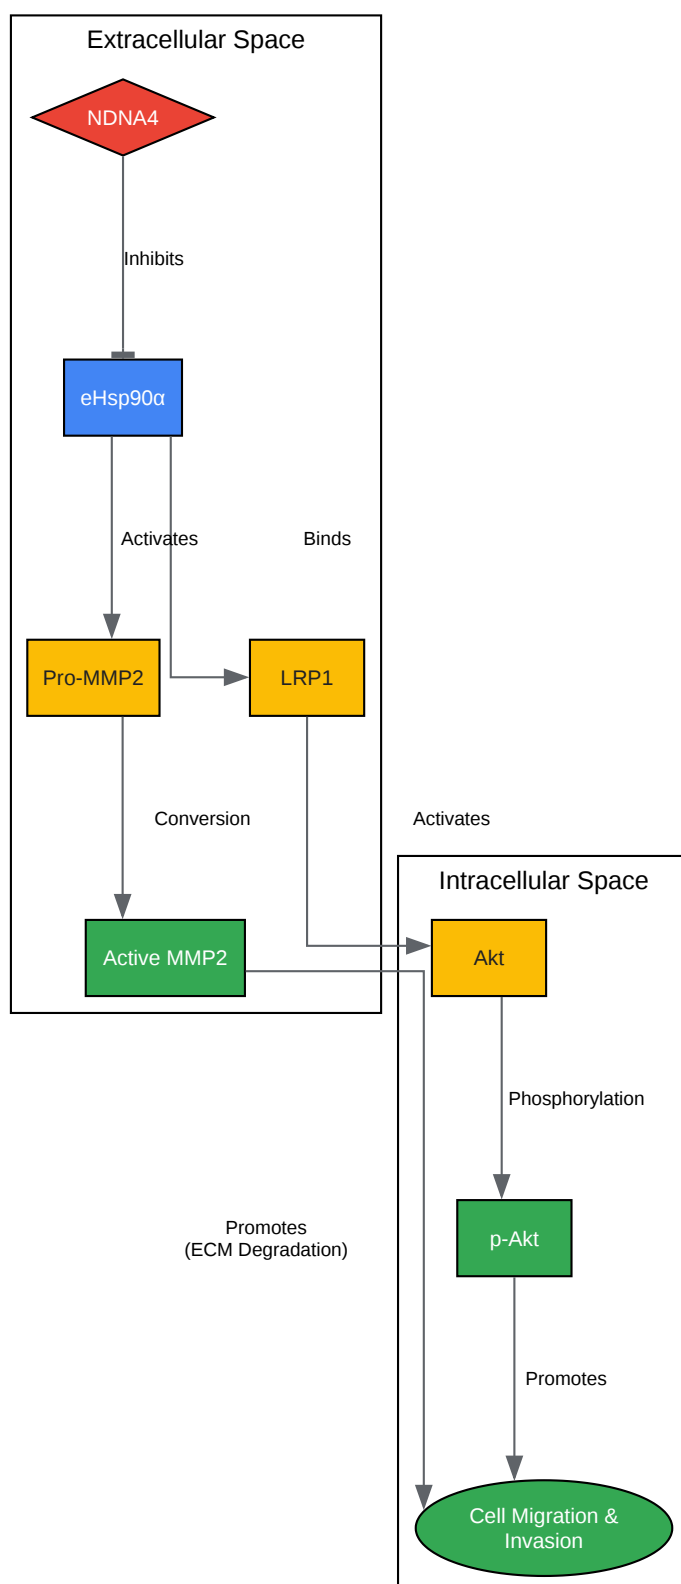 Extracellular Space
NDNA4
Inhibits
eHsp90α
Activates
Binds
Pro-MMP2
LRP1
Conversion
Activates
Intracellular Space
Active MMP2
Akt
Phosphorylation
Promotes
(ECM Degradation)
p-Akt
Promotes
Cell Migration &
Invasion